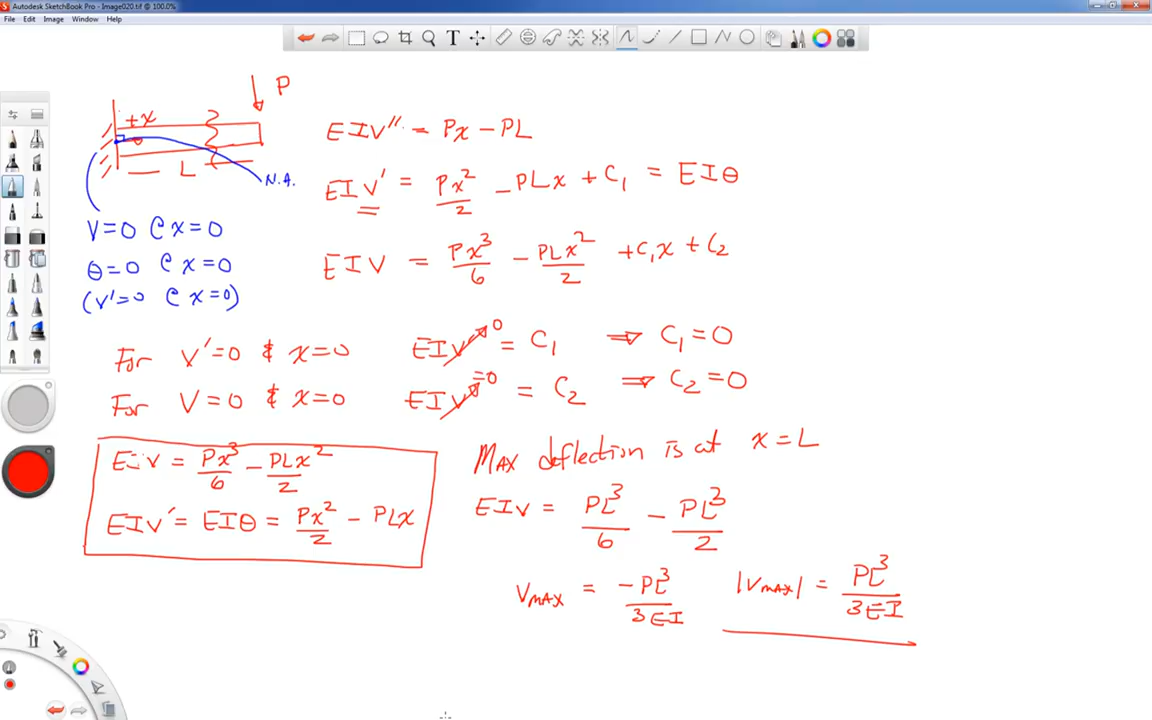 Autodesk SketchBook Pro - Image020.tif @ 100.0%
File Edit Image Window Help
T
P
+x
θ
L
N.A.
V=0 @ x=0
θ=0 @ x=0
(V'=0 @ x=0)
EIV'' = Px - PL
EIV' = Px²/2 - PLx + C₁ = EIθ
EIV = Px³/6 - PLx²/2 + C₁x + C₂
For V'=0 & x=0 EIV'→0 = C₁ ⇒ C₁=0
For V=0 & x=0 EIV→=0 = C₂ ⇒ C₂=0
EIV = Px³/6 - PLx²/2
EIV' = EIθ = Px²/2 - PLx
MAX deflection is at x=L
EIV = PL³/6 - PL³/2
VMAX = -PL³/3EI |VMAX| = PL³/3EI